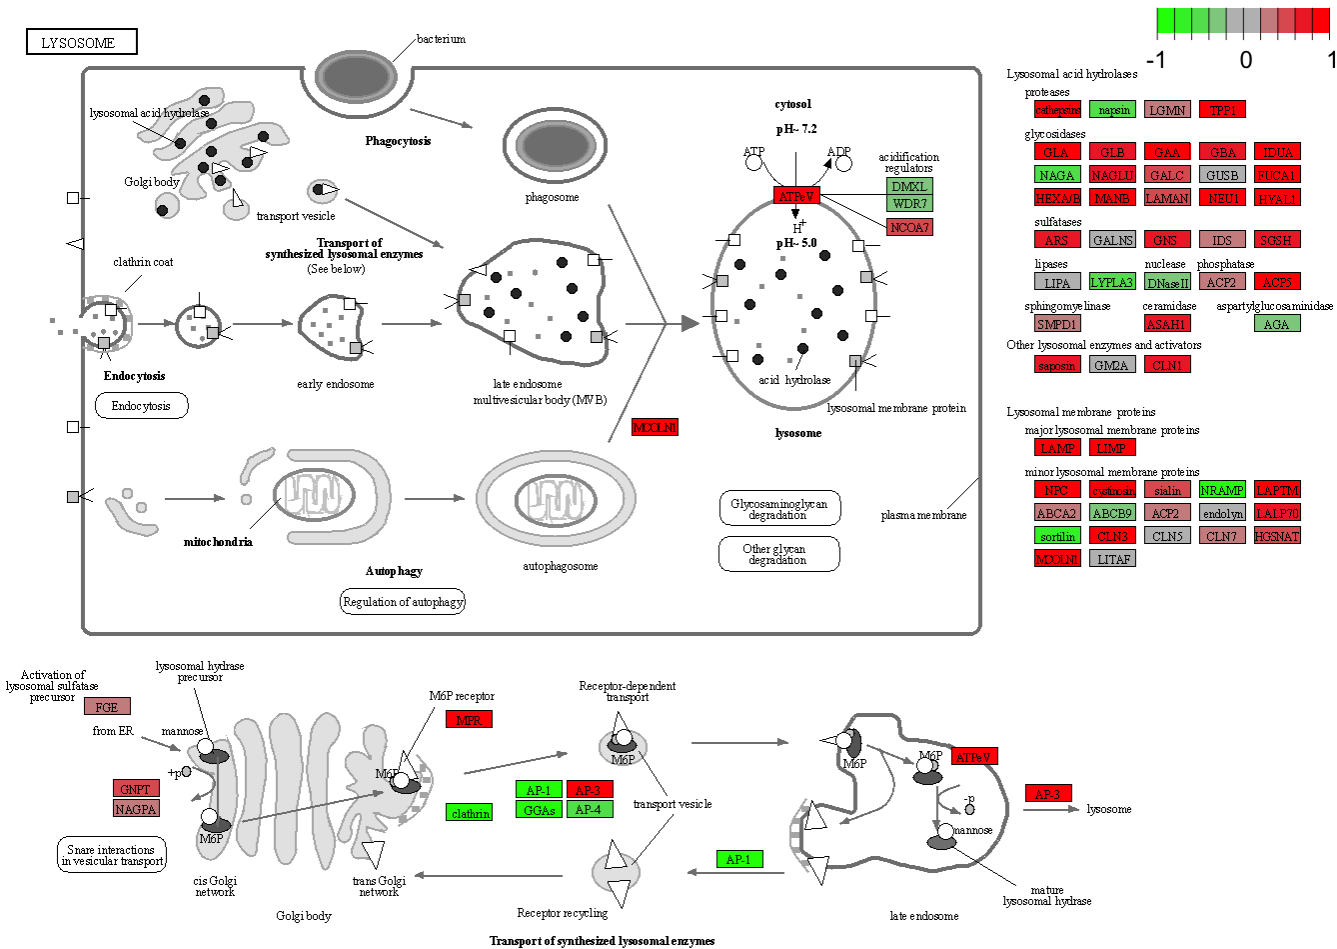 LYSOSOME
-1
0
1
bacterium
lysosomal acid hydrolase
Phagocytosis
Golgi body
transport vesicle
phagosome
Transport of
synthesized lysosomal enzymes
(See below)
clathrin coat
cytosol
pH~ 7.2
ATP
ADP
acidification
regulators
ATPeV
DMXL
WDR7
NCOA7
H+
pH~ 5.0
Endocytosis
Endocytosis
early endosome
late endosome
multivesicular body (MVB)
acid hydrolase
lysosomal membrane protein
lysosome
MCOLN1
mitochondria
Autophagy
Regulation of autophagy
autophagosome
Glycosaminoglycan
degradation
Other glycan
degradation
plasma membrane
Lysosomal acid hydrolases
proteases
cathepsins napsin LGMN TPP1
glycosidases
GLA GLB GAA GBA IDUA
NAGA NAGLU GALC GUSB FUCA1
HEXA/B MANB LAMAN NEU1 HYAL1
sulfatases
ARS GALNS GNS IDS SGSH
lipases nuclease phosphatase
LIPA LYPLA3 DNaseII ACP2 ACP5
sphingomyelinase ceramidase aspartylglucosaminidase
SMPD1 ASAH1 AGA
Other lysosomal enzymes and activators
saposin GM2A CLN1
Lysosomal membrane proteins
major lysosomal membrane proteins
LAMP LIMP
minor lysosomal membrane proteins
NPC cystinosin sialin NRAMP LAPTM
ABCA2 ABCB9 ACP2 endolyn LALP70
sortilin CLN3 CLN5 CLN7 HGSNAT
MCOLN1 LITAF
Activation of
lysosomal sulfatase
precursor
FGE
from ER
lysosomal hydrase
precursor
mannose
+p
GNPT
NAGPA
M6P
Snare interactions
in vesicular transport
cis Golgi
network
Golgi body
trans Golgi
network
M6P receptor
MPR
M6P
clathrin
AP-1 AP-3
GGAs AP-4
Receptor-dependent
transport
M6P
transport vesicle
Receptor recycling
AP-1
M6P
M6P
ATPeV
-p
mannose
AP-3
lysosome
mature
lysosomal hydrase
late endosome
Transport of synthesized lysosomal enzymes